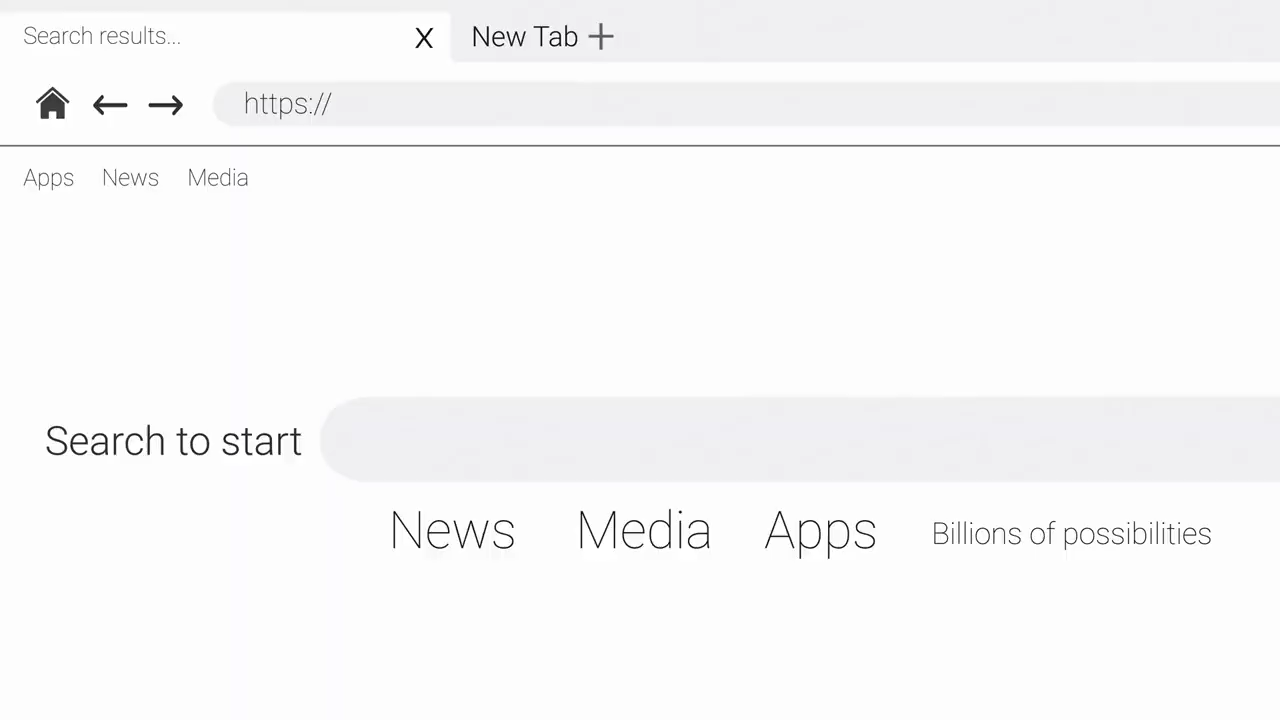 Search results... X New Tab +
https://
Apps News Media
Search to start
News Media Apps Billions of possibilities